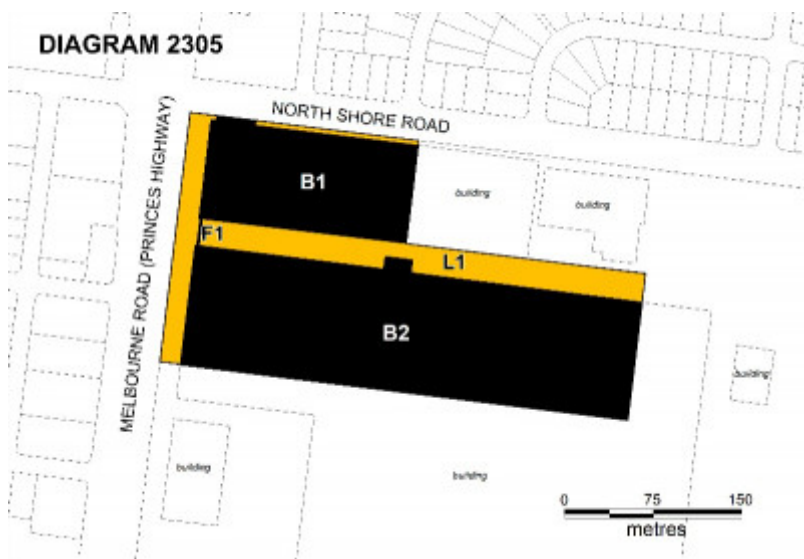 DIAGRAM 2305
NORTH SHORE ROAD
MELBOURNE ROAD (PRINCES HIGHWAY)
B1
building
building
F1
L1
B2
building
building
building
0 75 150
metres